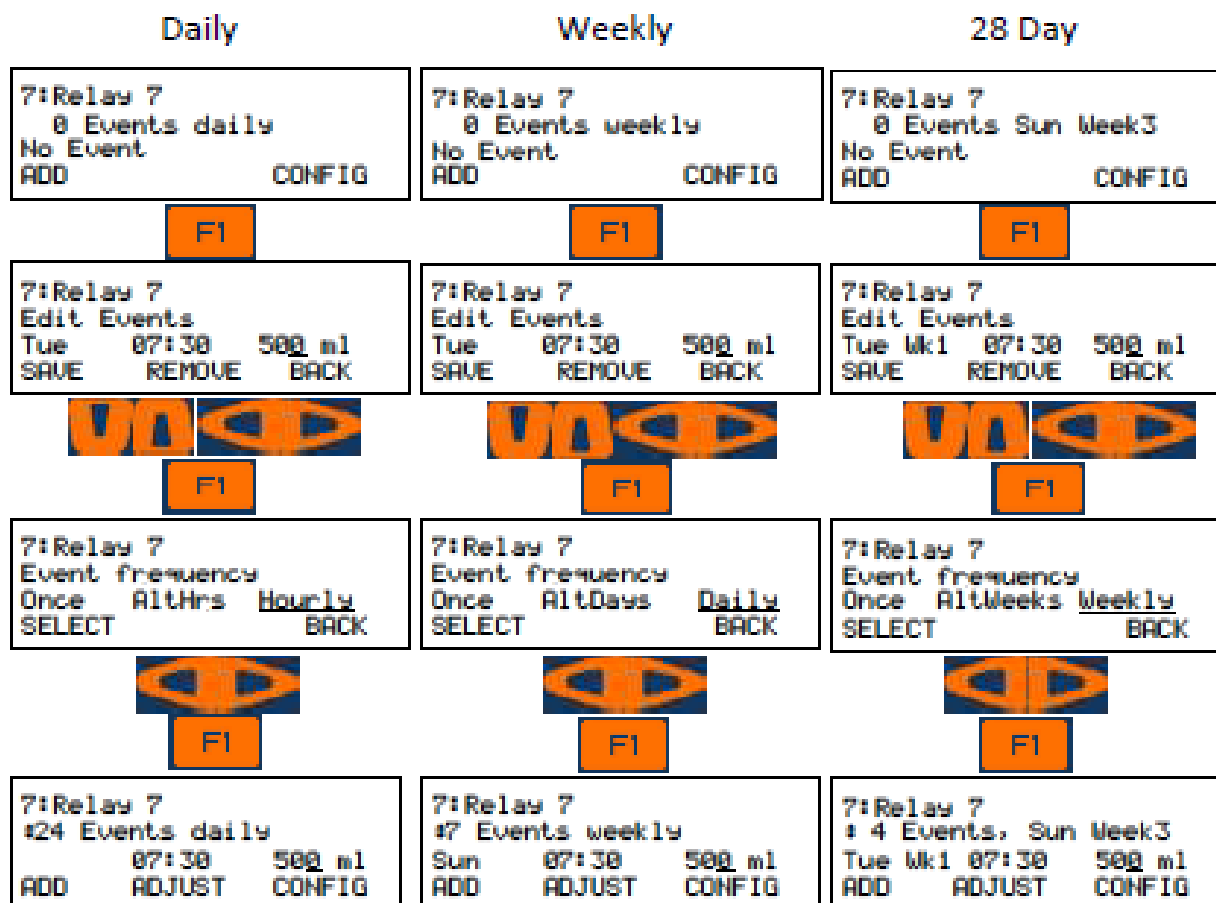 Daily
Weekly
28 Day
7:Relay 7
0 Events daily
No Event
ADD CONFIG
7:Relay 7
0 Events weekly
No Event
ADD CONFIG
7:Relay 7
0 Events Sun Week3
No Event
ADD CONFIG
F1
F1
F1
7:Relay 7
Edit Events
Tue 07:30 500 ml
SAVE REMOVE BACK
7:Relay 7
Edit Events
Tue 07:30 500 ml
SAVE REMOVE BACK
7:Relay 7
Edit Events
Tue Wk1 07:30 500 ml
SAVE REMOVE BACK
F1
F1
F1
7:Relay 7
Event frequency
Once AltHrs Hourly
SELECT BACK
7:Relay 7
Event frequency
Once AltDays Daily
SELECT BACK
7:Relay 7
Event frequency
Once AltWeeks Weekly
SELECT BACK
F1
F1
F1
7:Relay 7
↕24 Events daily
07:30 500 ml
ADD ADJUST CONFIG
7:Relay 7
↕7 Events weekly
Sun 07:30 500 ml
ADD ADJUST CONFIG
7:Relay 7
↕ 4 Events, Sun Week3
Tue Wk1 07:30 500 ml
ADD ADJUST CONFIG